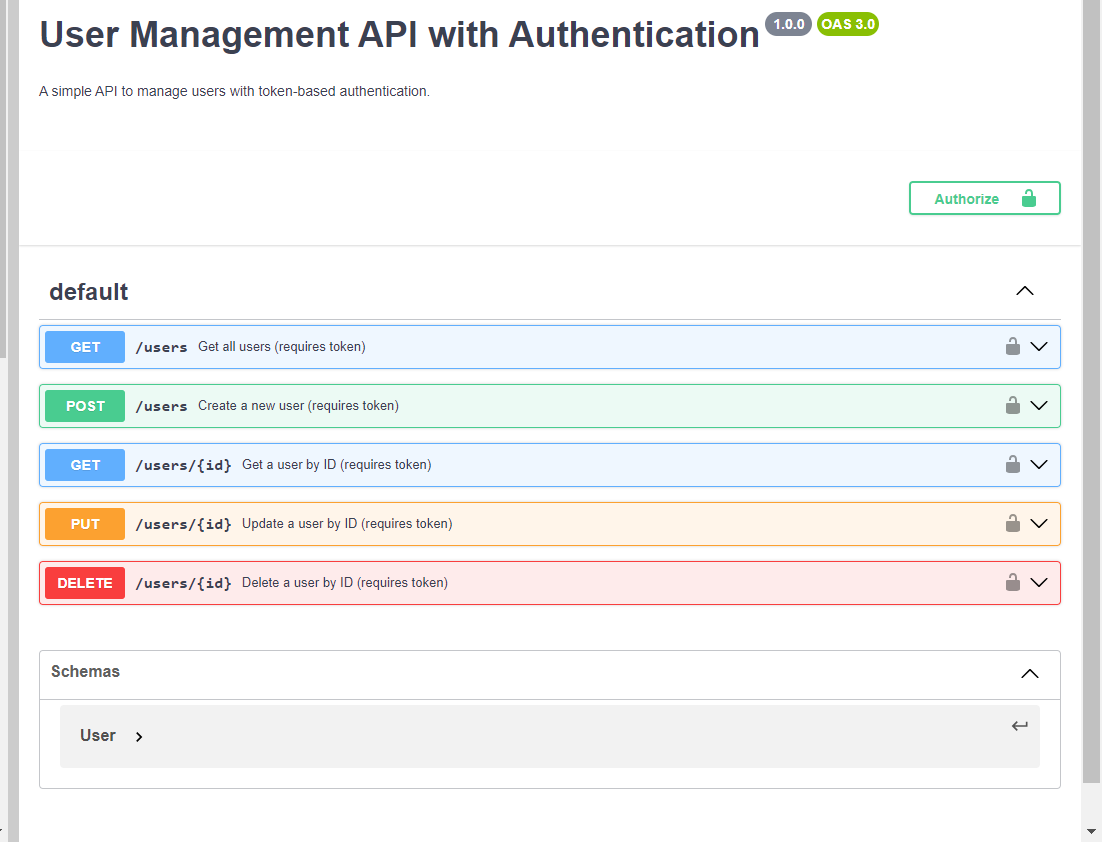 User Management API with Authentication 1.0.0 OAS 3.0
A simple API to manage users with token-based authentication.
Authorize
default
GET /users Get all users (requires token)
POST /users Create a new user (requires token)
GET /users/{id} Get a user by ID (requires token)
PUT /users/{id} Update a user by ID (requires token)
DELETE /users/{id} Delete a user by ID (requires token)
Schemas
User